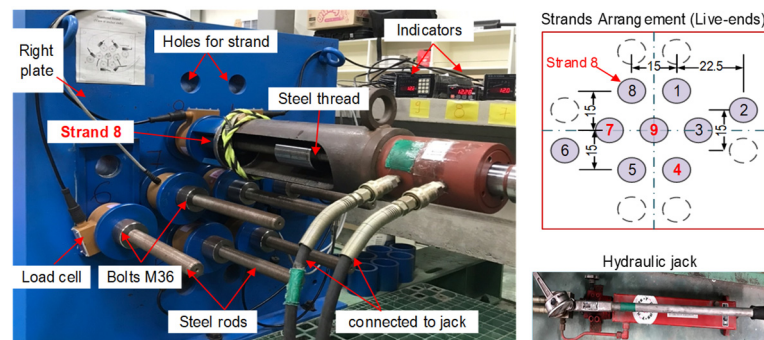 Right
plate
Holes for strand
Indicators
Steel thread
Strand 8
Load cell
Bolts M36
Steel rods
connected to jack
Strands Arrangement (Live-ends)
Strand 8
15
22.5
8
1
2
15
7
9
3
15
6
15
5
4
Hydraulic jack